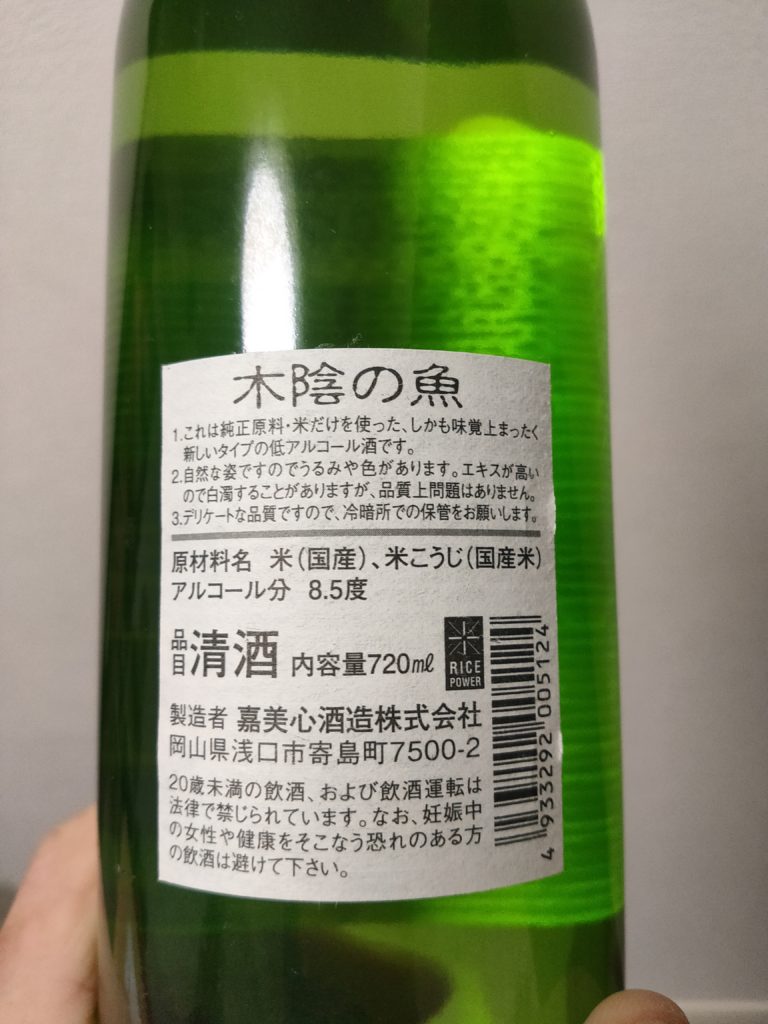 木陰の魚
1.これは純正原料・米だけを使った、しかも味覚上まったく
新しいタイプの低アルコール酒です。
2.自然な姿ですのでうるみや色があります。エキスが高い
ので白濁することがありますが、品質上問題はありません。
3.デリケートな品質ですので、冷暗所での保管をお願いします。
原材料名 米(国産)、米こうじ(国産米)
アルコール分 8.5度
品目 清酒 内容量720ml
RICE
POWER
製造者 嘉美心酒造株式会社
岡山県浅口市寄島町7500-2
20歳未満の飲酒、および飲酒運転は
法律で禁じられています。なお、妊娠中
の女性や健康をそこなう恐れのある方
の飲酒は避けて下さい。
4 933292 005124